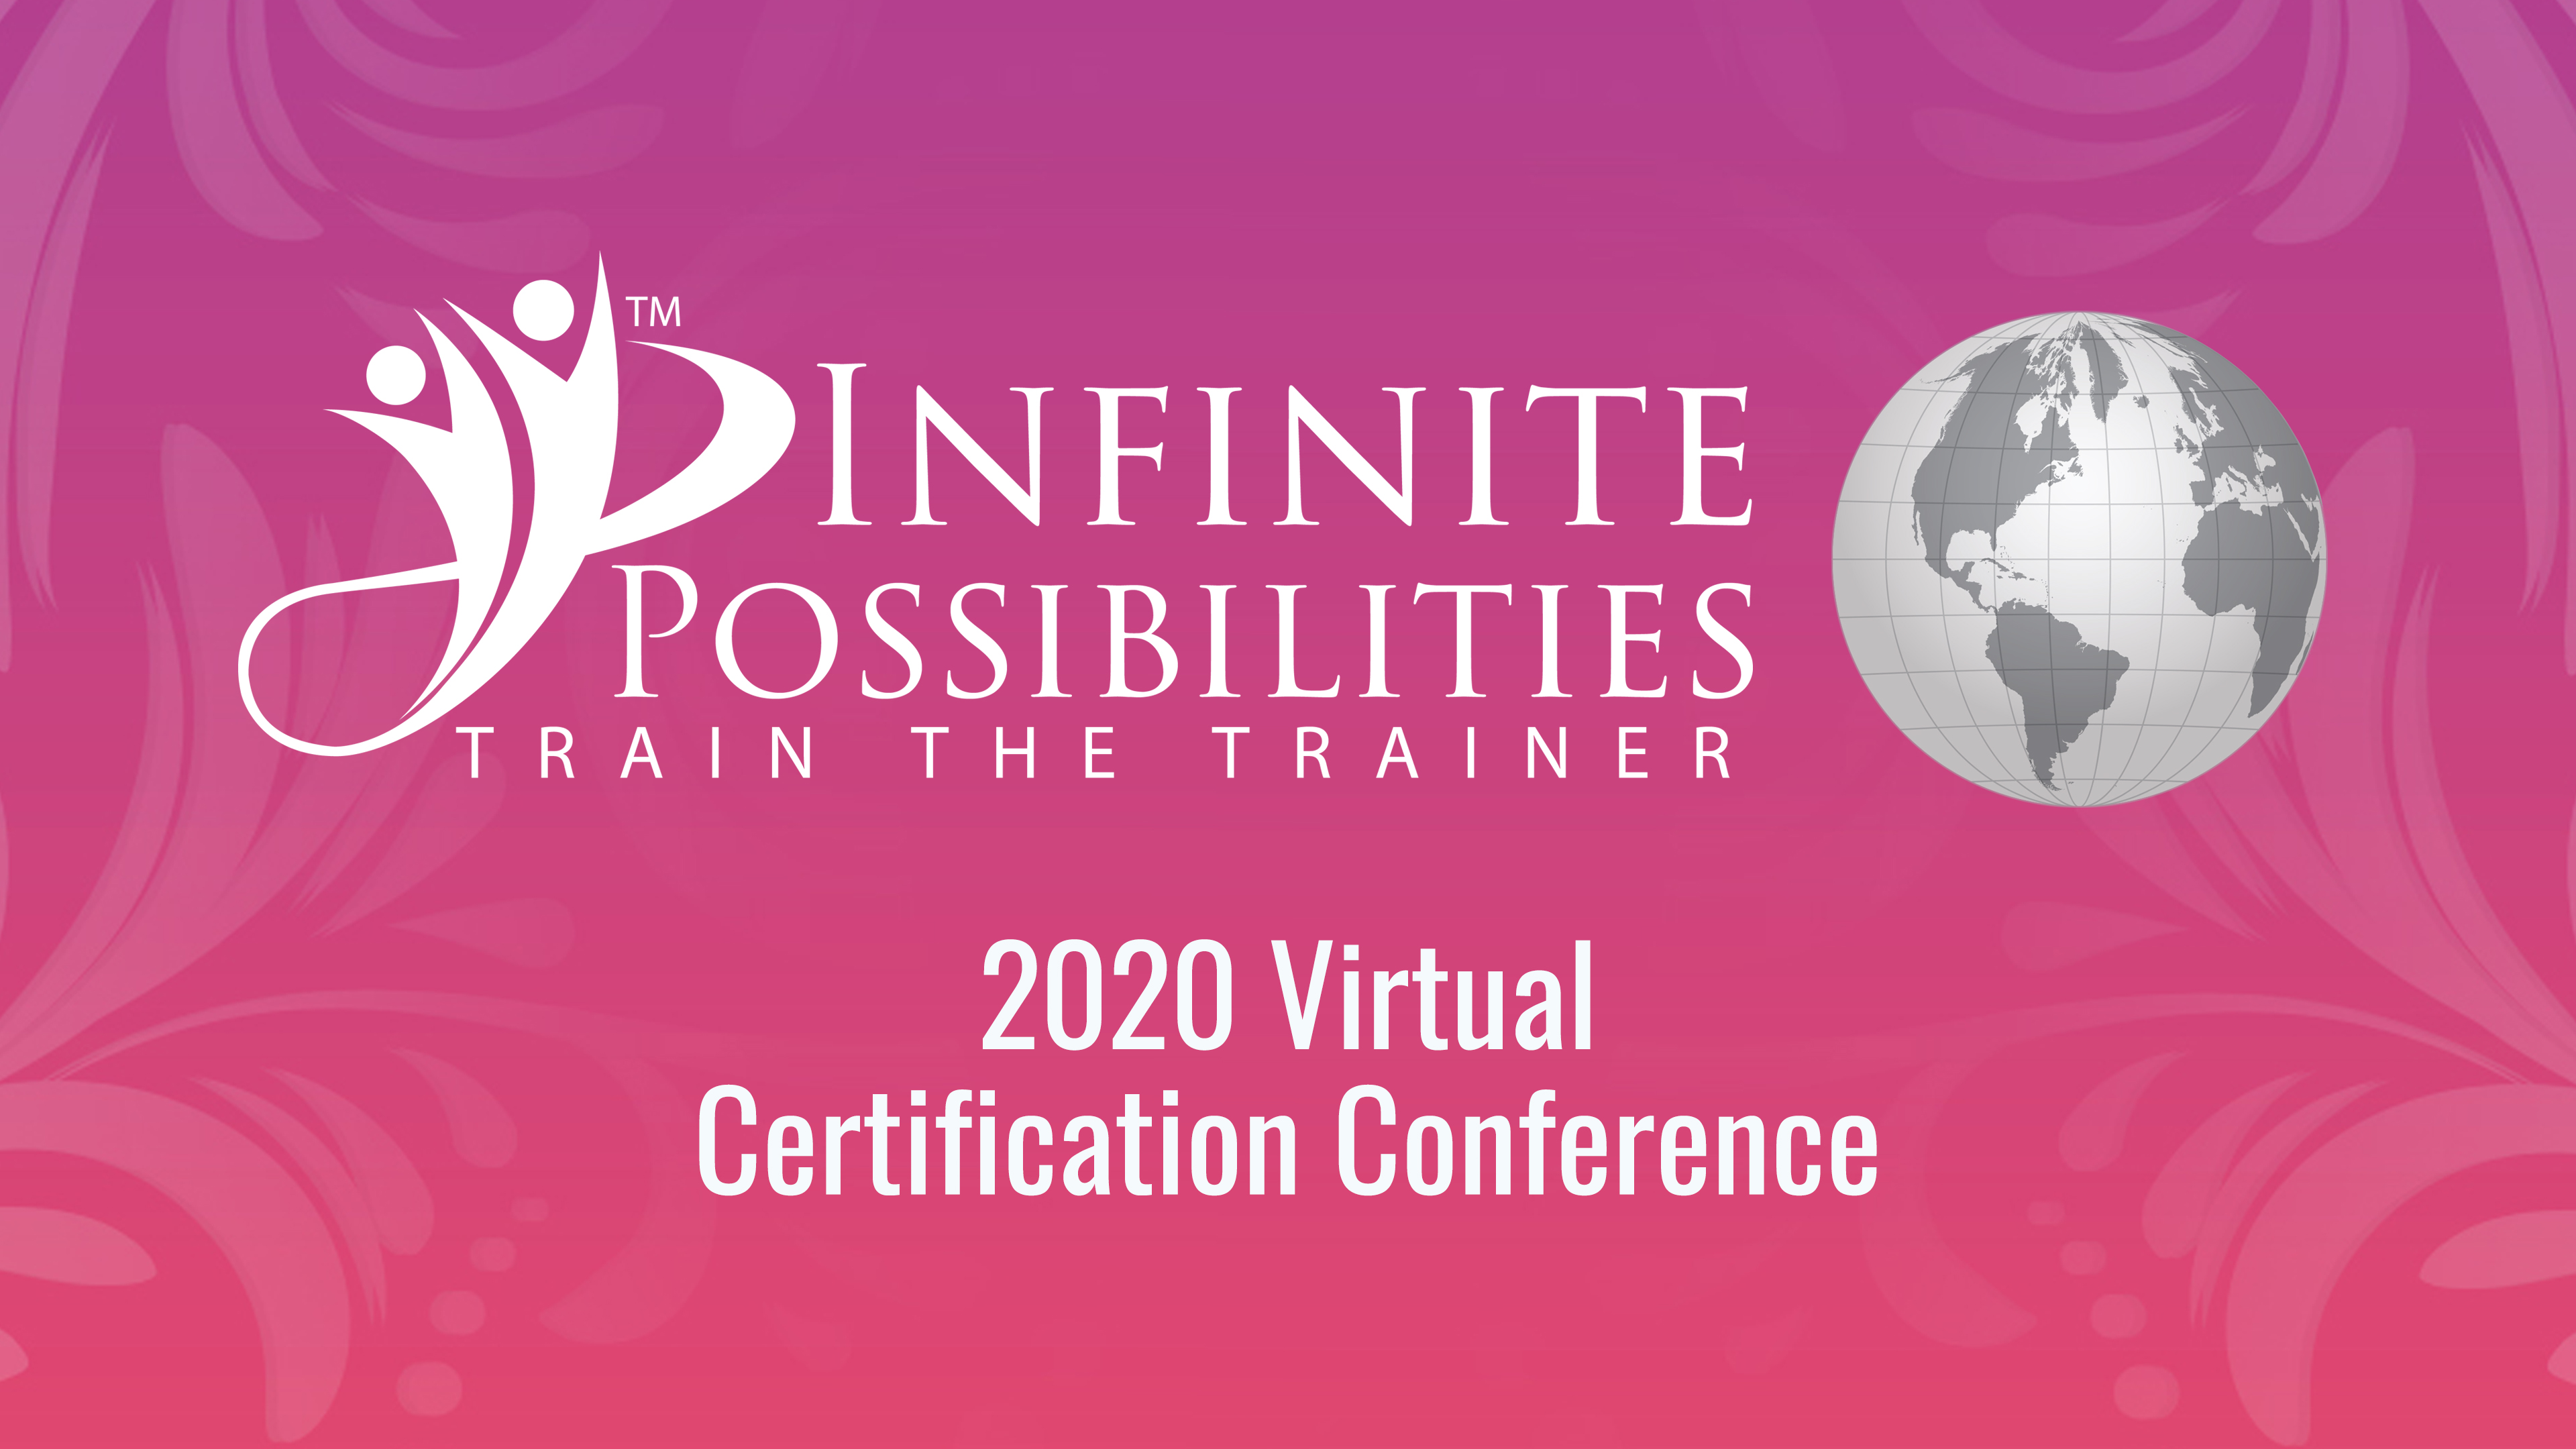 TM
INFINITE
POSSIBILITIES
TRAIN THE TRAINER
2020 Virtual
Certification Conference